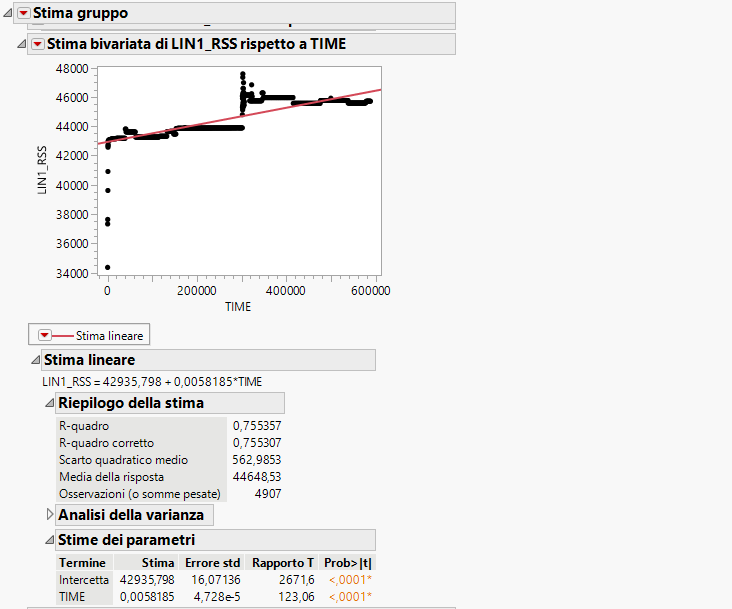 Stima gruppo
Stima bivariata di LIN1_RSS rispetto a TIME
48000
46000
44000
42000
40000
38000
36000
34000
LIN1_RSS
0 200000 400000 600000
TIME
Stima lineare
Stima lineare
LIN1_RSS = 42935,798 + 0,0058185*TIME
Riepilogo della stima
R-quadro 0,755357
R-quadro corretto 0,755307
Scarto quadratico medio 562,9853
Media della risposta 44648,53
Osservazioni (o somme pesate) 4907
Analisi della varianza
Stime dei parametri
Termine Stima Errore std Rapporto T Prob>|t|
Intercetta 42935,798 16,07136 2671,6 <,0001*
TIME 0,0058185 4,728e-5 123,06 <,0001*